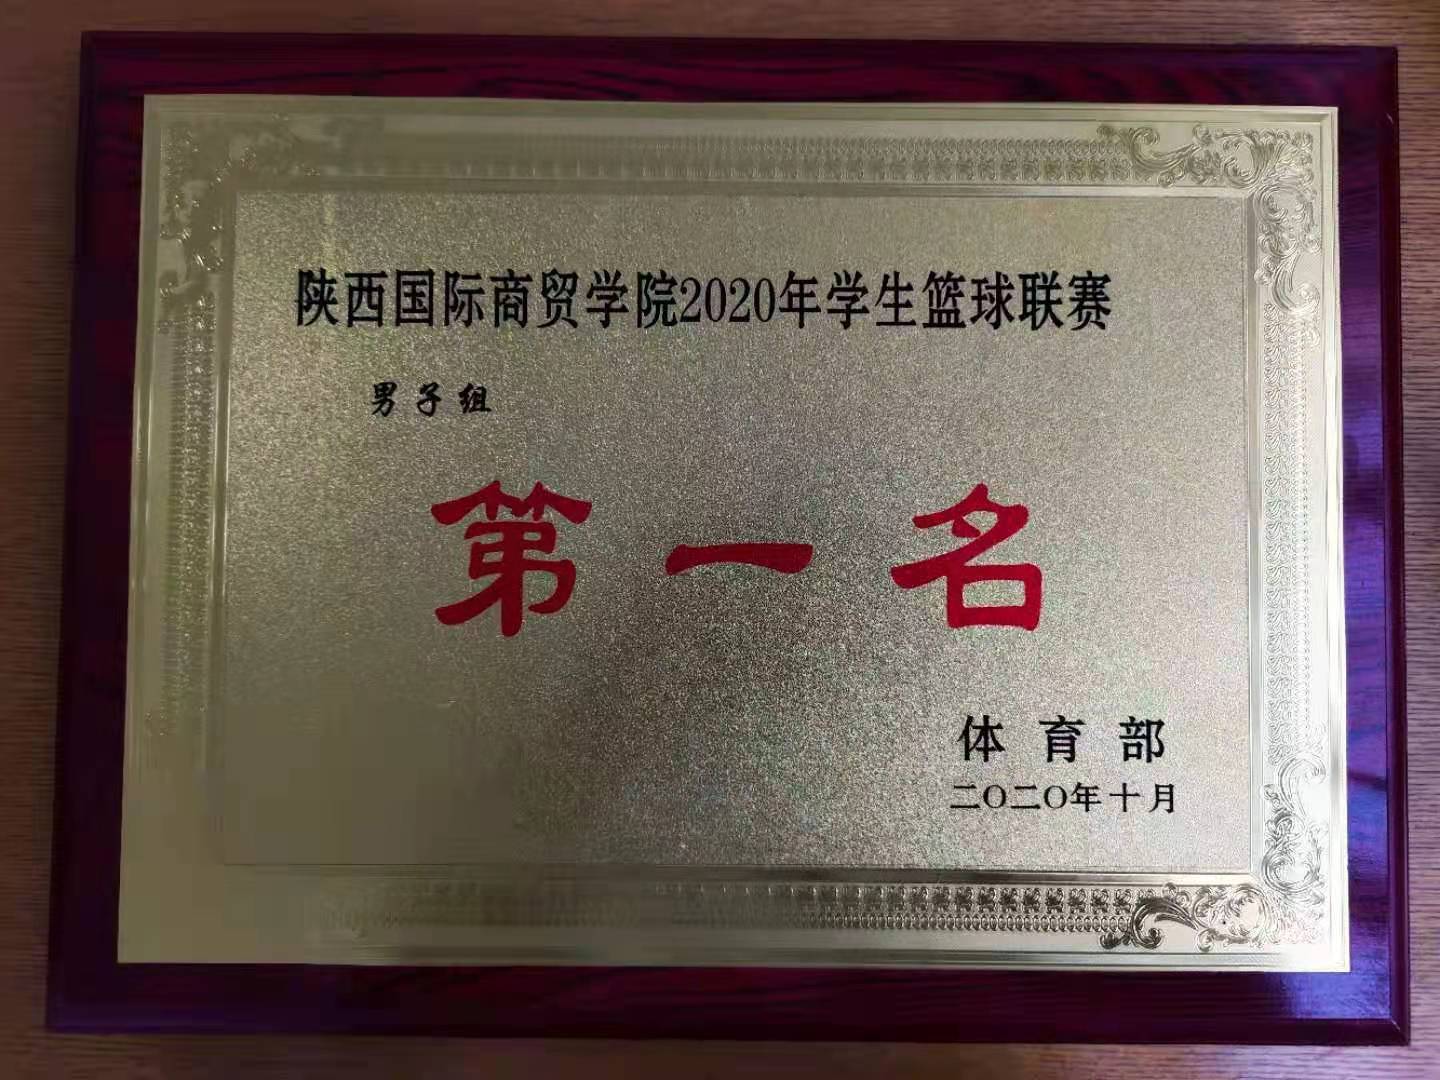 陕西国际商贸学院2020年学生篮球联赛
男子组
第一名
体育部
二〇二〇年十月